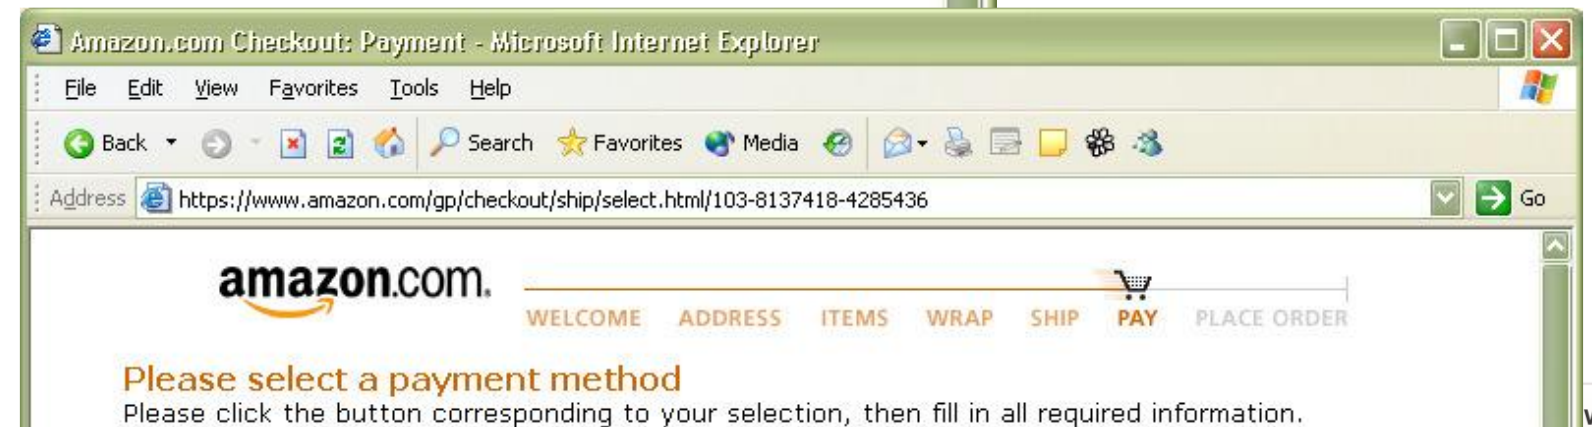 Amazon.com Checkout: Payment - Microsoft Internet Explorer
File Edit View Favorites Tools Help
Back Search Favorites Media
Address https://www.amazon.com/gp/checkout/ship/select.html/103-8137418-4285436 Go
amazon.com.
WELCOME ADDRESS ITEMS WRAP SHIP PAY PLACE ORDER
Please select a payment method
Please click the button corresponding to your selection, then fill in all required information.